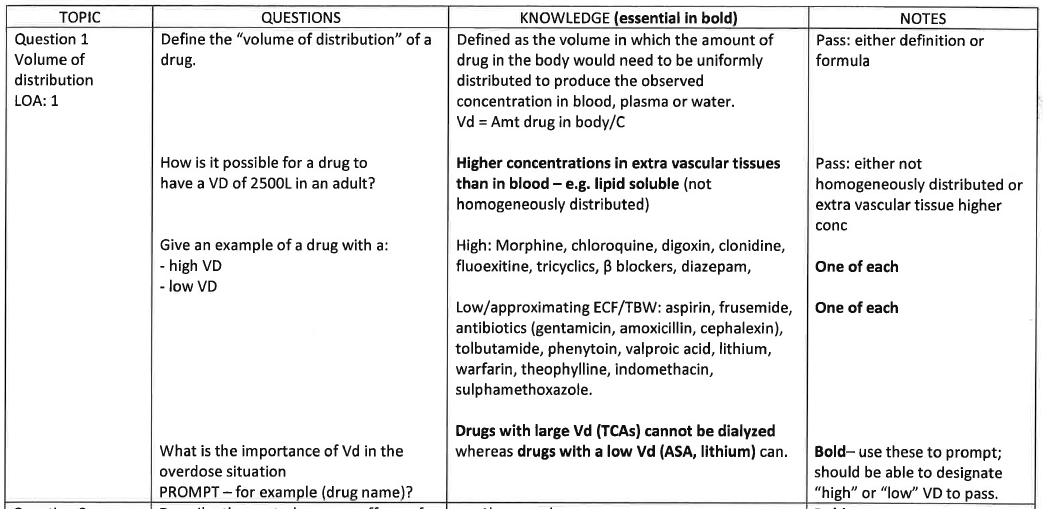 TOPIC
QUESTIONS
KNOWLEDGE (essential in bold)
NOTES
Question 1
Volume of
distribution
LOA: 1
Define the “volume of distribution” of a
drug.
Defined as the volume in which the amount of
drug in the body would need to be uniformly
distributed to produce the observed
concentration in blood, plasma or water.
Vd = Amt drug in body/C
Pass: either definition or
formula
How is it possible for a drug to
have a VD of 2500L in an adult?
Higher concentrations in extra vascular tissues
than in blood – e.g. lipid soluble (not
homogeneously distributed)
Pass: either not
homogeneously distributed or
extra vascular tissue higher
conc
Give an example of a drug with a:
- high VD
- low VD
High: Morphine, chloroquine, digoxin, clonidine,
fluoexitine, tricyclics, β blockers, diazepam,
One of each
Low/approximating ECF/TBW: aspirin, frusemide,
antibiotics (gentamicin, amoxicillin, cephalexin),
tolbutamide, phenytoin, valproic acid, lithium,
warfarin, theophylline, indomethacin,
sulphamethoxazole.
One of each
What is the importance of Vd in the
overdose situation
PROMPT – for example (drug name)?
Drugs with large Vd (TCAs) cannot be dialyzed
whereas drugs with a low Vd (ASA, lithium) can.
Bold– use these to prompt;
should be able to designate
“high” or “low” VD to pass.